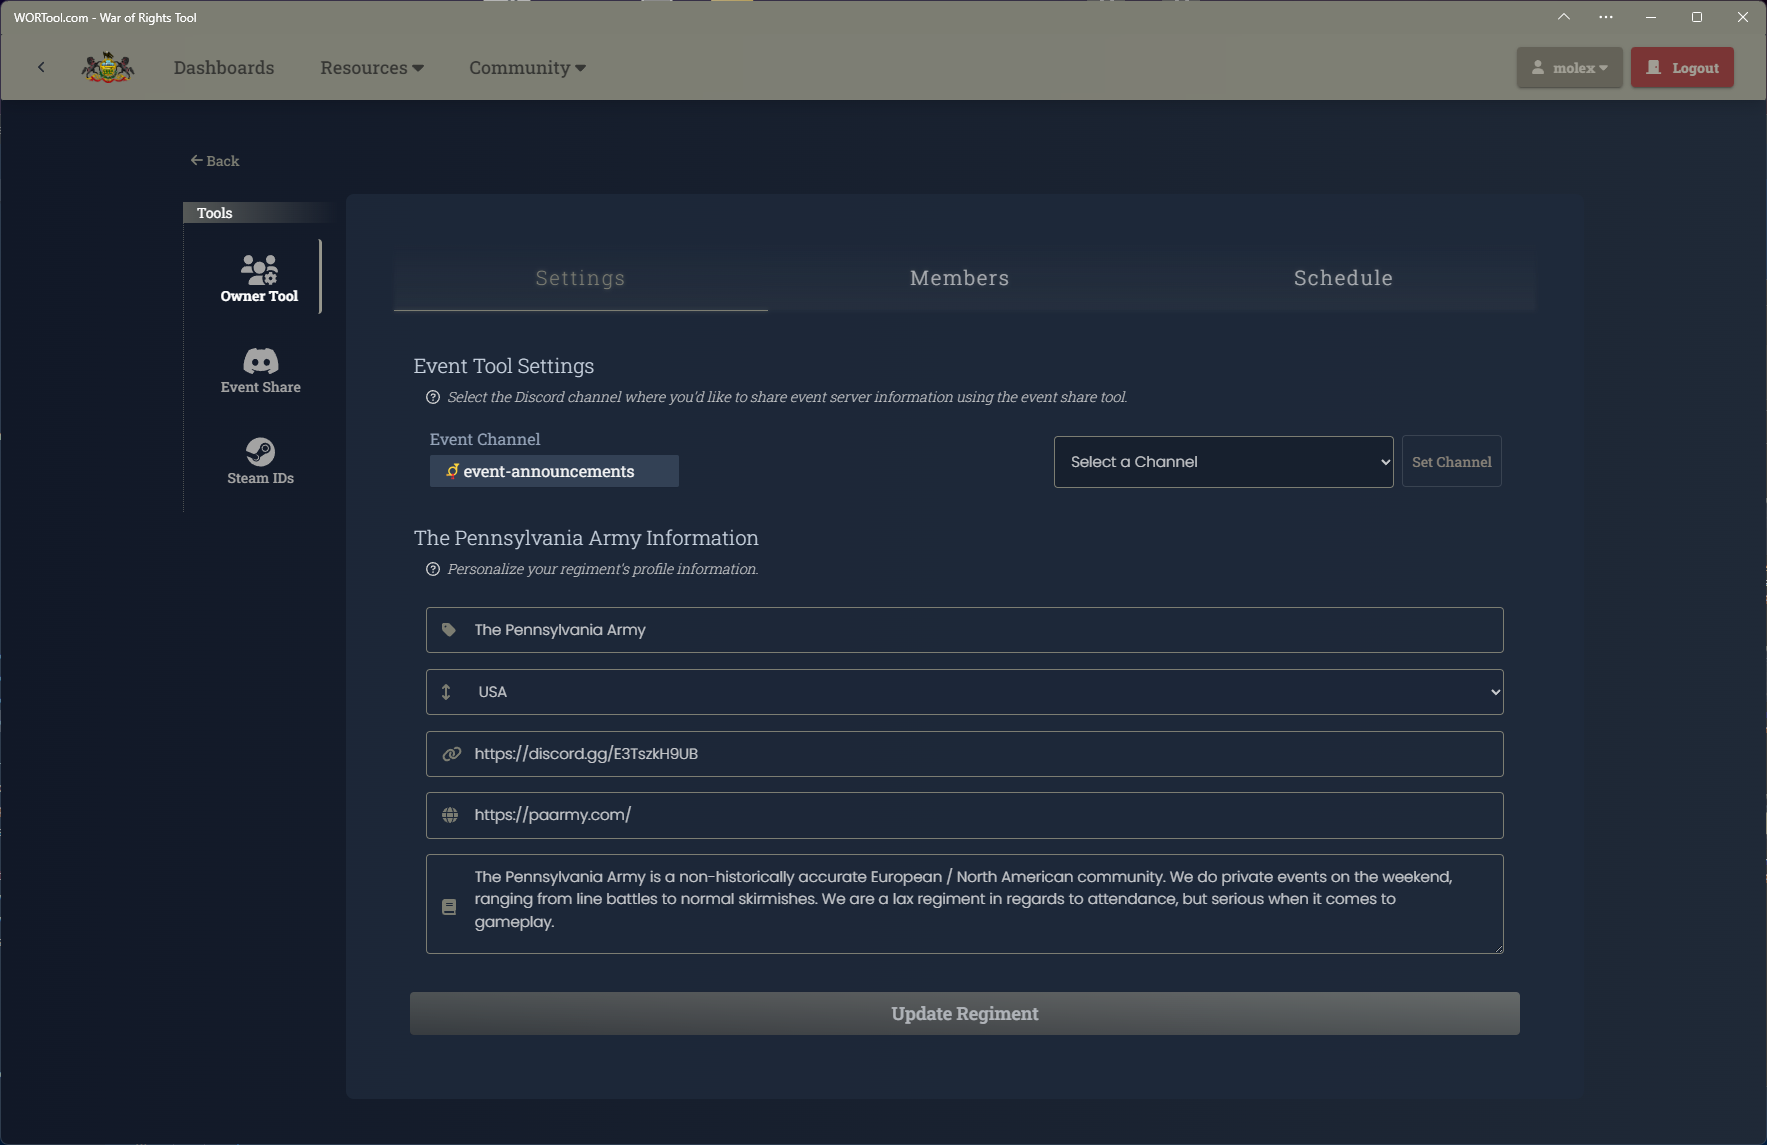 WORTool.com - War of Rights Tool
Dashboards
Resources
Community
molex
Logout
Back
Tools
Owner Tool
Event Share
Steam IDs
Settings
Members
Schedule
Event Tool Settings
Select the Discord channel where you'd like to share event server information using the event share tool.
Event Channel
event-announcements
Select a Channel
Set Channel
The Pennsylvania Army Information
Personalize your regiment's profile information.
The Pennsylvania Army
USA
https://discord.gg/E3TszkH9UB
https://paarmy.com/
The Pennsylvania Army is a non-historically accurate European / North American community. We do private events on the weekend,
ranging from line battles to normal skirmishes. We are a lax regiment in regards to attendance, but serious when it comes to
gameplay.
Update Regiment